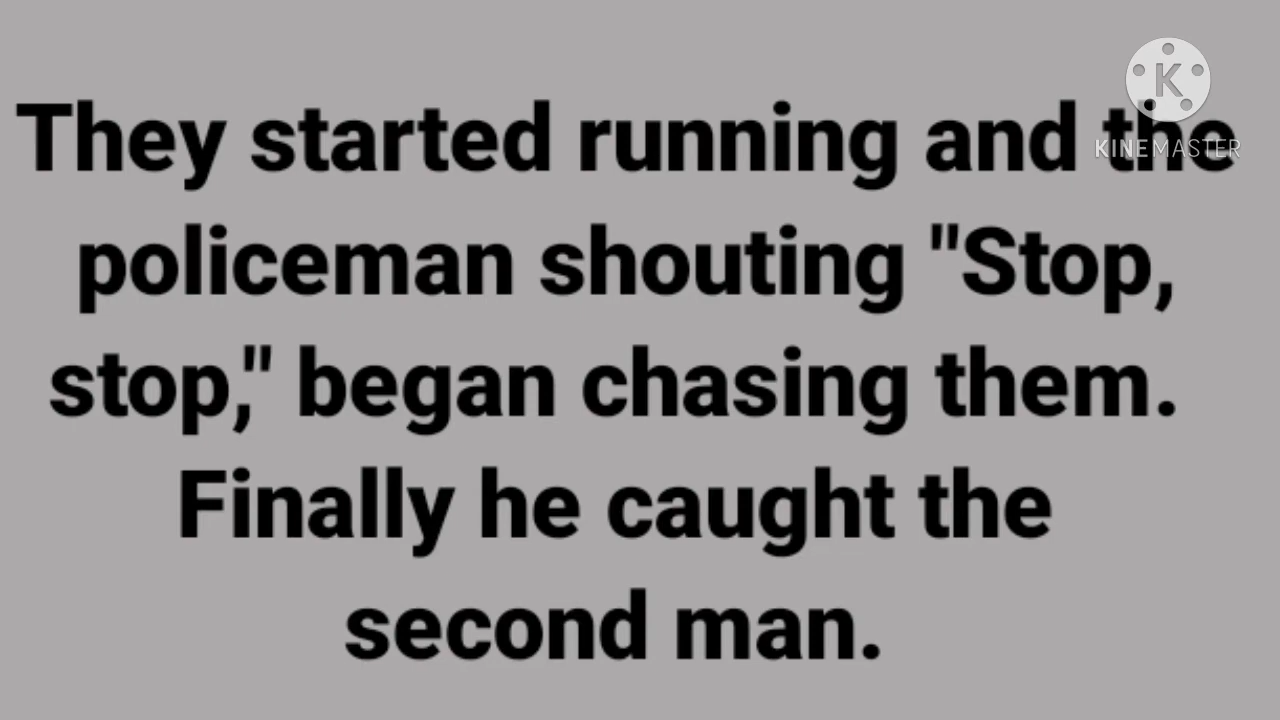 They started running and the
policeman shouting "Stop,
stop," began chasing them.
Finally he caught the
second man.
K
KINEMASTER